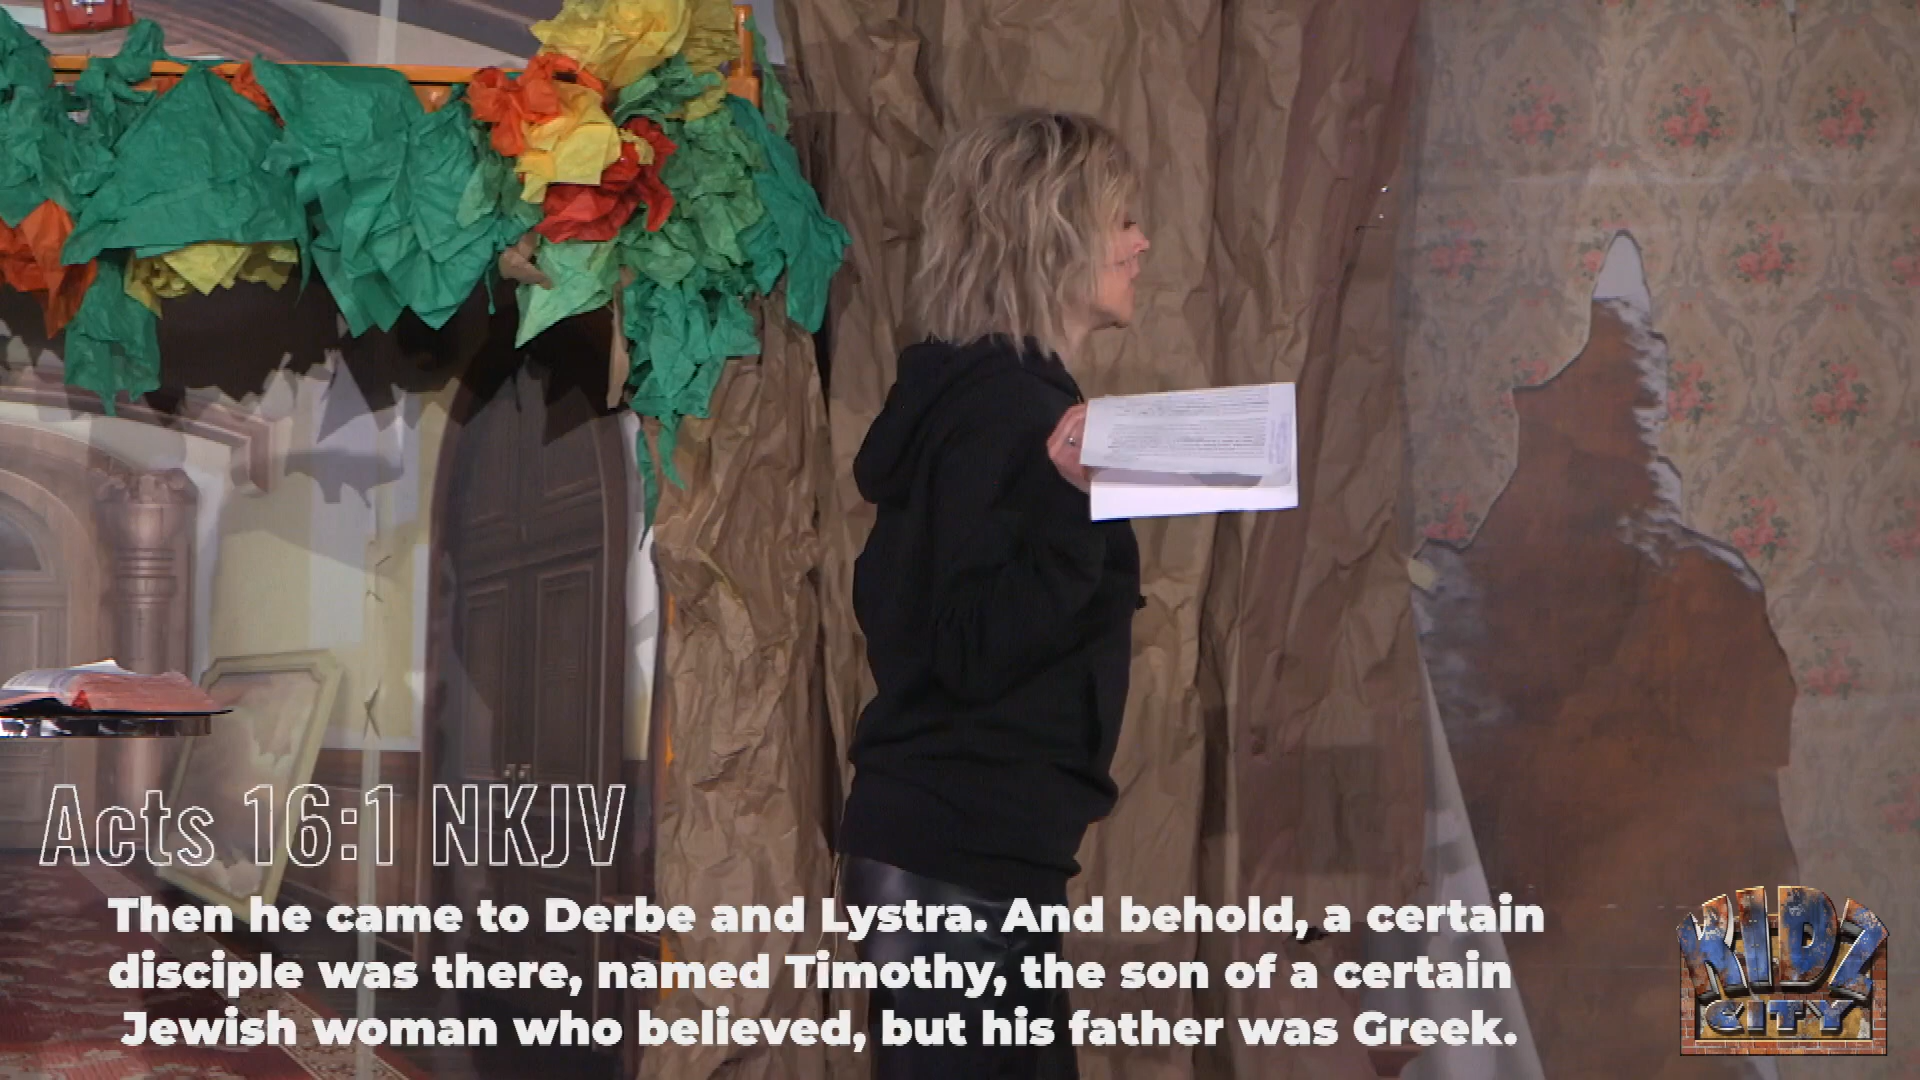 Acts 16:1 NKJV
Then he came to Derbe and Lystra. And behold, a certain
disciple was there, named Timothy, the son of a certain
Jewish woman who believed, but his father was Greek.
KIDZ
CITY